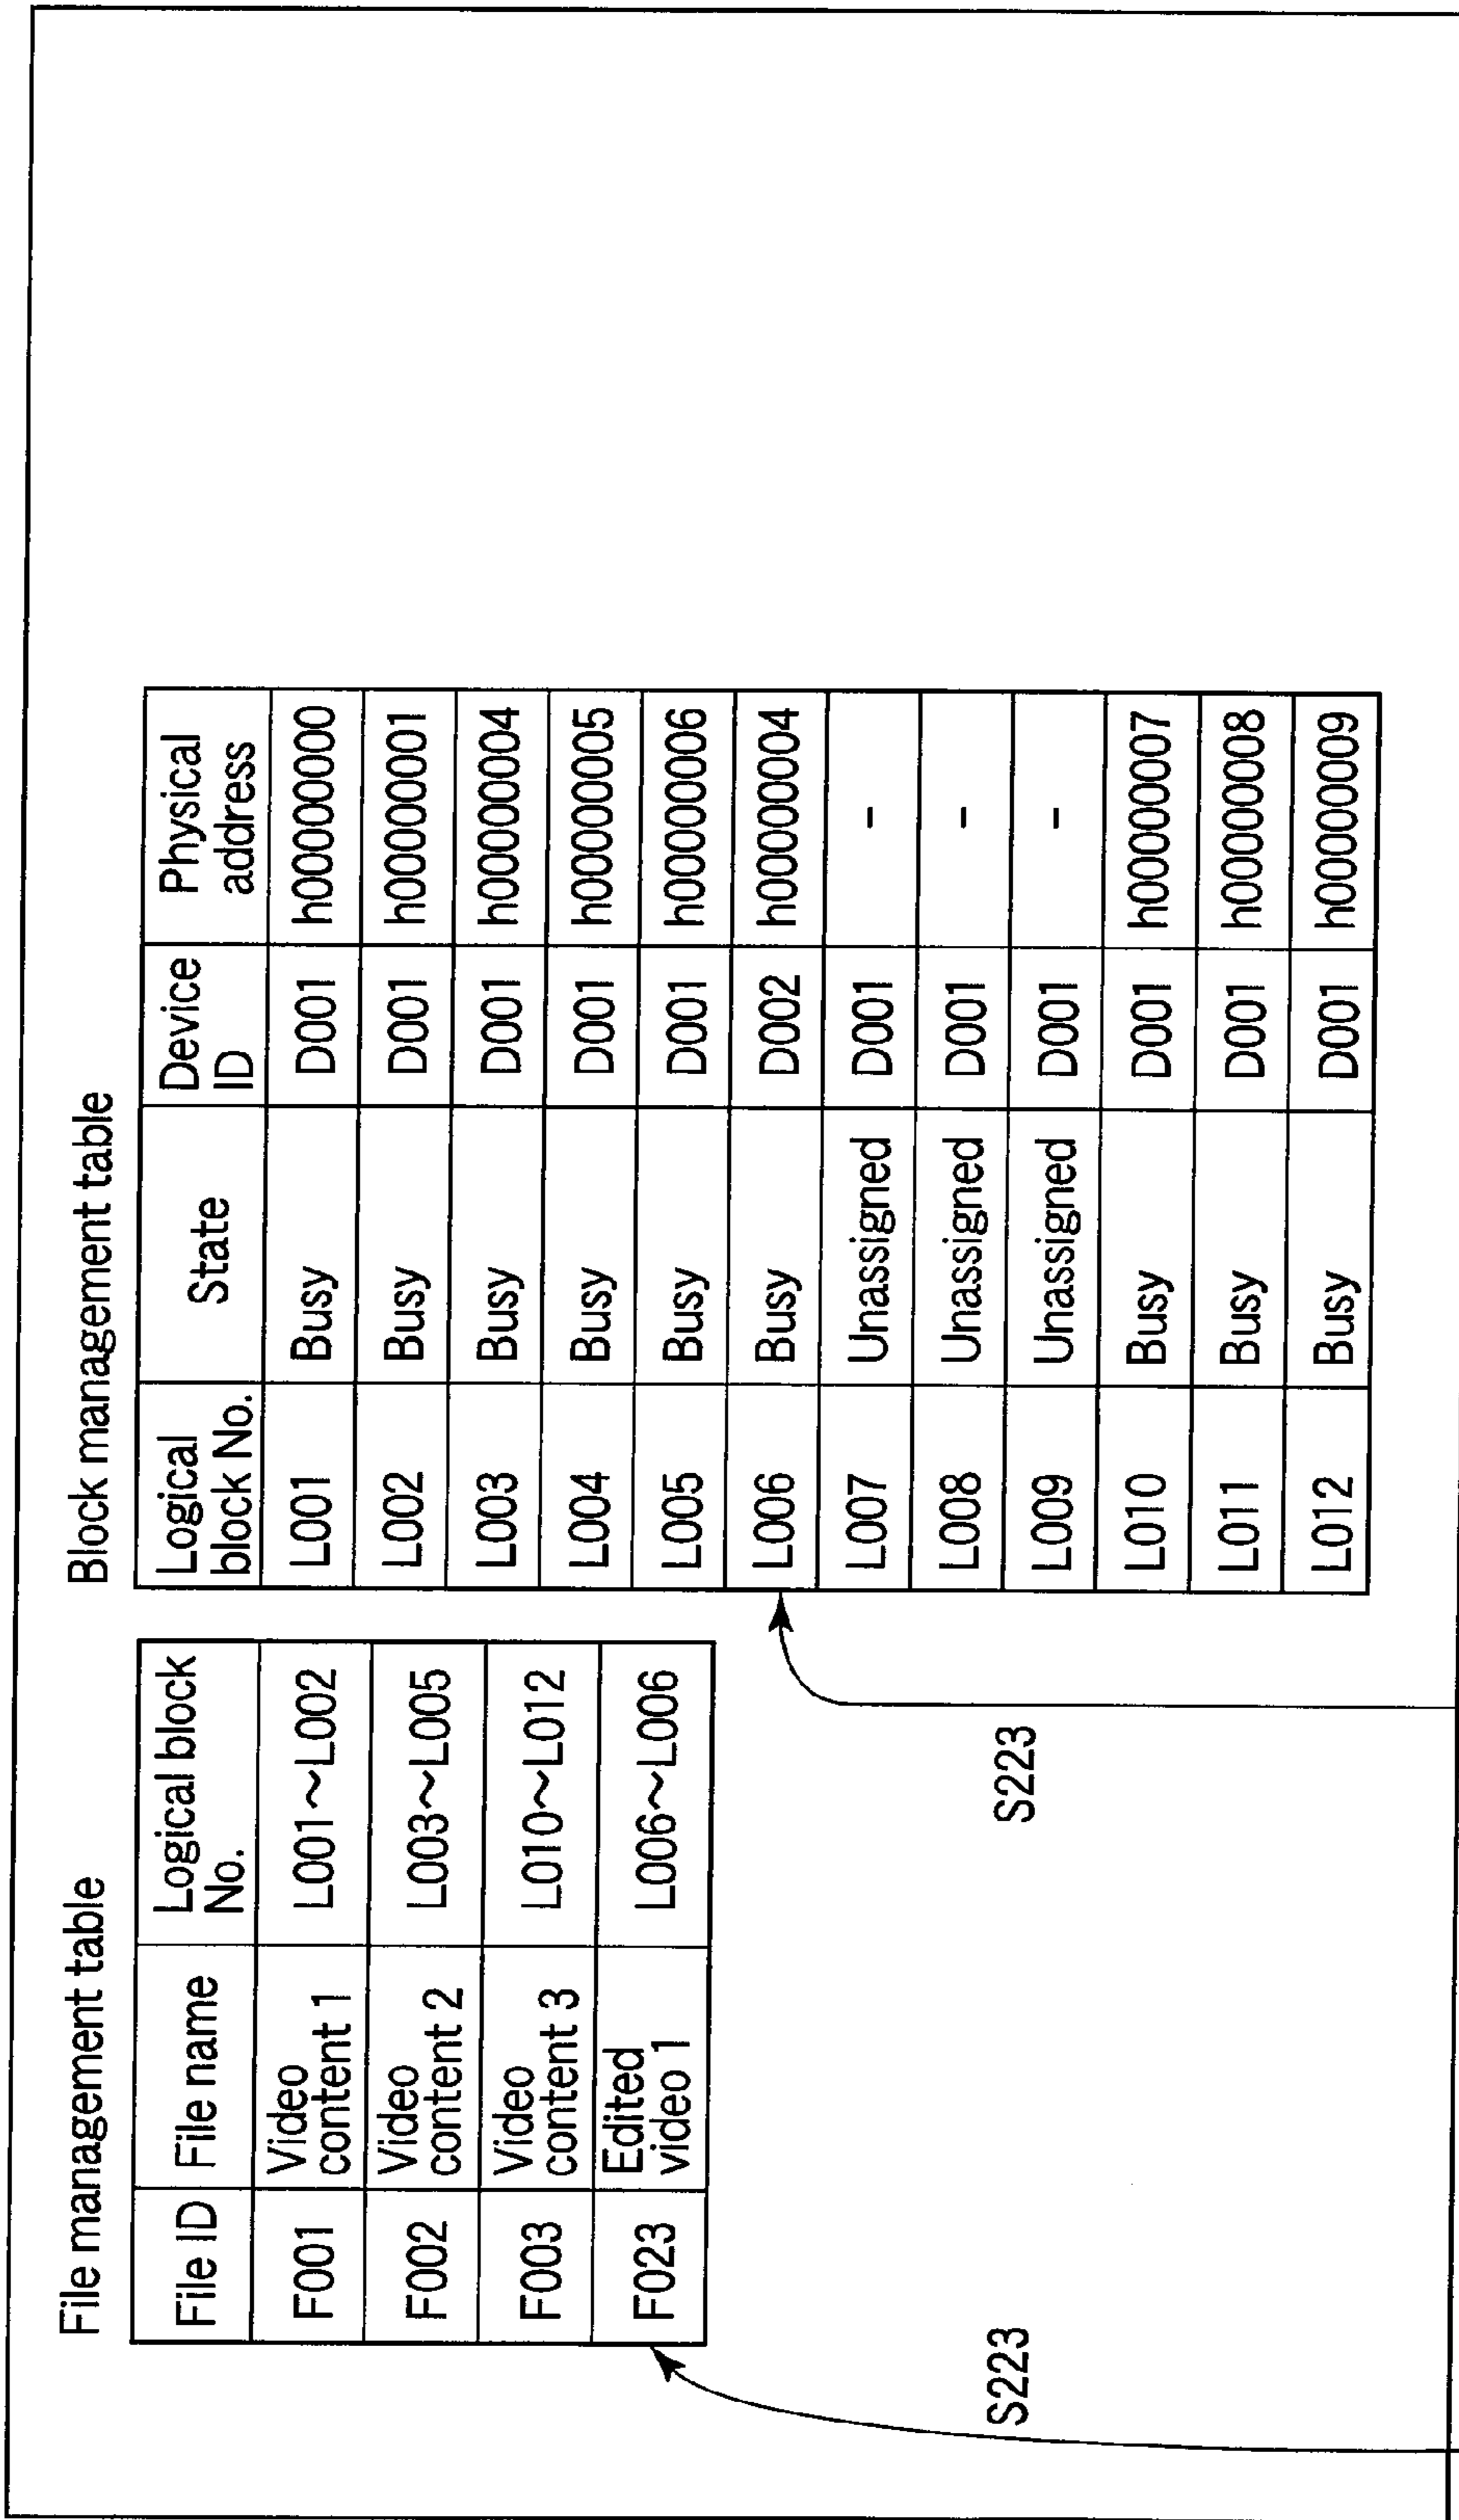 File management table
File ID File name Logical block
No.
F001 Video
content 1 L001~L002
F002 Video
content 2 L003~L005
F003 Video
content 3 L010~L012
F023 Edited
video 1 L006~L006
S223
Block management table
Logical
block No. State Device
ID Physical
address
L001 Busy D001 h00000000
L002 Busy D001 h00000001
L003 Busy D001 h00000004
L004 Busy D001 h00000005
L005 Busy D001 h00000006
L006 Busy D002 h00000004
L007 Unassigned D001 -
L008 Unassigned D001 -
L009 Unassigned D001 -
L010 Busy D001 h00000007
L011 Busy D001 h00000008
L012 Busy D001 h00000009
S223